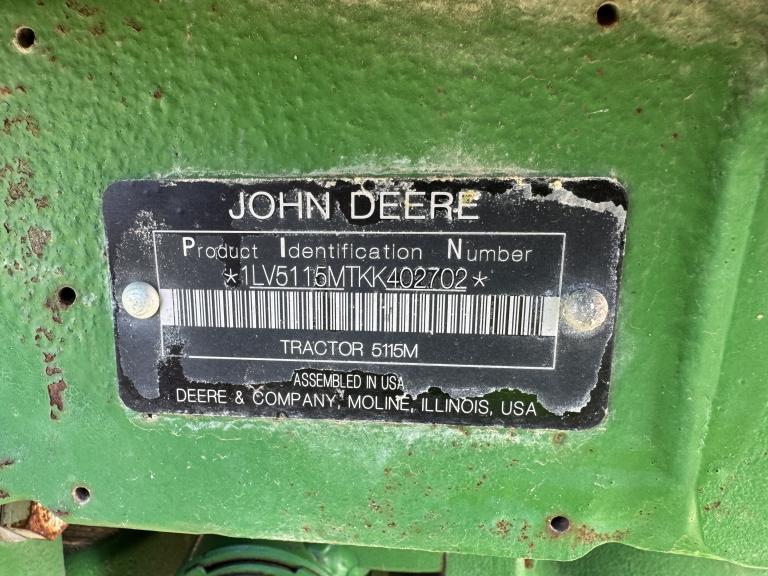 JOHN DEERE
Product Identification Number
*1LV5115MTKK402702*
TRACTOR 5115M
ASSEMBLED IN USA
DEERE & COMPANY, MOLINE, ILLINOIS, USA